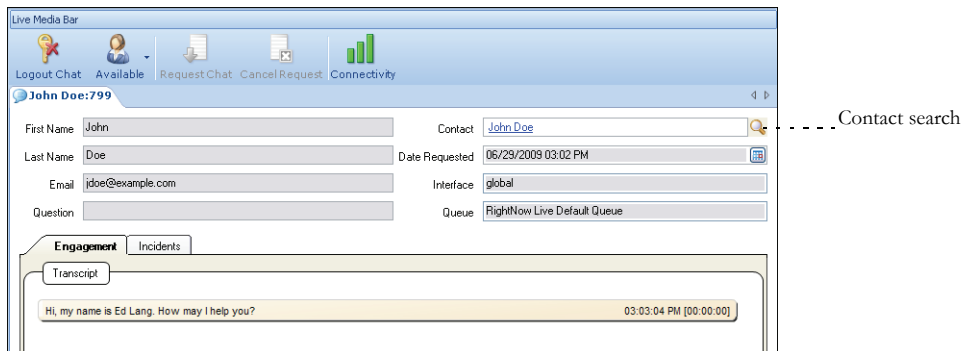 Live Media Bar
Logout Chat Available Request Chat Cancel Request Connectivity
John Doe:799
First Name John Contact John Doe
Contact search
Last Name Doe Date Requested 06/29/2009 03:02 PM
Email jdoe@example.com Interface global
Question Queue RightNow Live Default Queue
Engagement Incidents
Transcript
Hi, my name is Ed Lang. How may I help you? 03:03:04 PM [00:00:00]